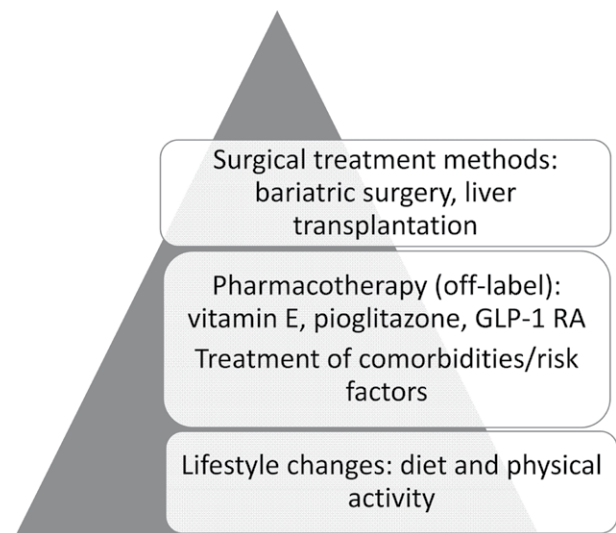 Surgical treatment methods:
bariatric surgery, liver
transplantation
Pharmacotherapy (off-label):
vitamin E, pioglitazone, GLP-1 RA
Treatment of comorbidities/risk
factors
Lifestyle changes: diet and physical
activity